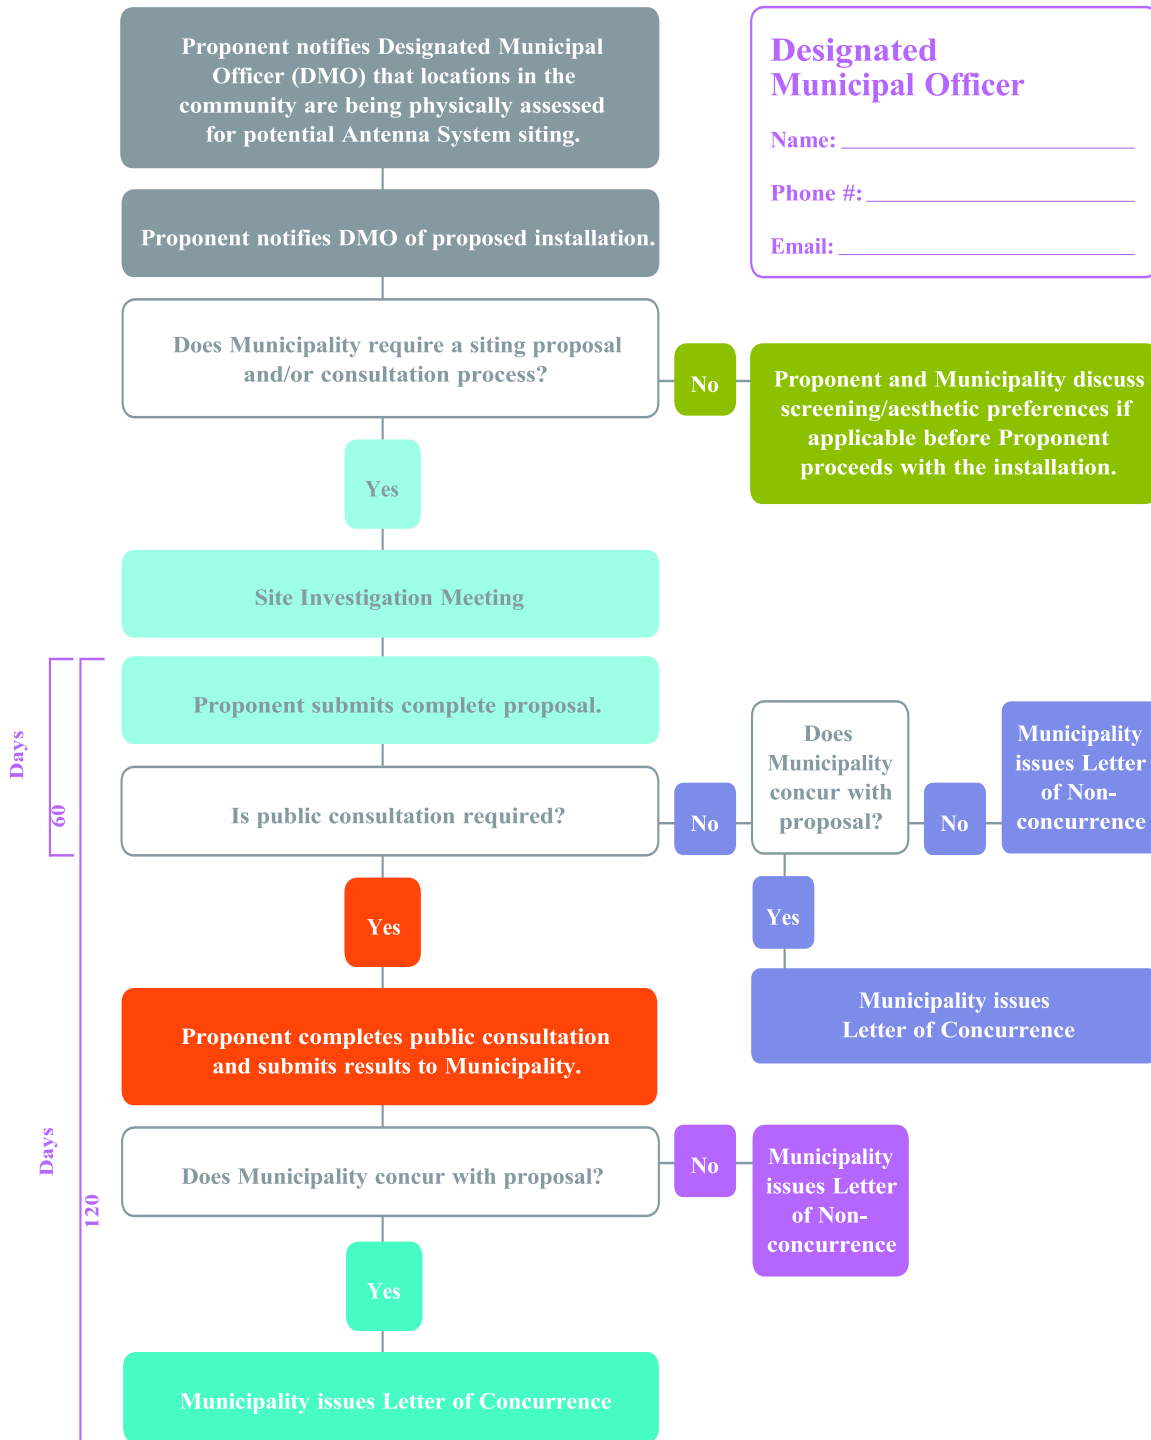 Proponent notifies Designated Municipal
Officer (DMO) that locations in the
community are being physically assessed
for potential Antenna System siting.
Designated
Municipal Officer
Name:
Phone #:
Email:
Proponent notifies DMO of proposed installation.
Does Municipality require a siting proposal
and/or consultation process?
No
Proponent and Municipality discuss
screening/aesthetic preferences if
applicable before Proponent
proceeds with the installation.
Yes
Site Investigation Meeting
Proponent submits complete proposal.
Days
60
Is public consultation required?
No
Does
Municipality
concur with
proposal?
No
Municipality
issues Letter
of Non-
concurrence
Yes
Municipality issues
Letter of Concurrence
Yes
Proponent completes public consultation
and submits results to Municipality.
Days
120
Does Municipality concur with proposal?
No
Municipality
issues Letter
of Non-
concurrence
Yes
Municipality issues Letter of Concurrence